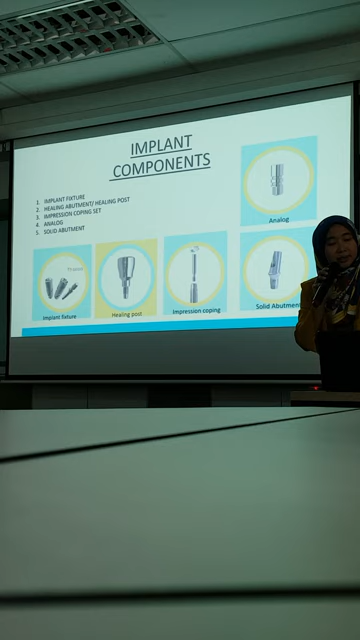 IMPLANT
COMPONENTS
1. IMPLANT FIXTURE
2. HEALING ABUTMENT/ HEALING POST
3. IMPRESSION COPING SET
4. ANALOG
5. SOLID ABUTMENT
Analog
Implant fixture
Healing post
Impression coping
Solid Abutment